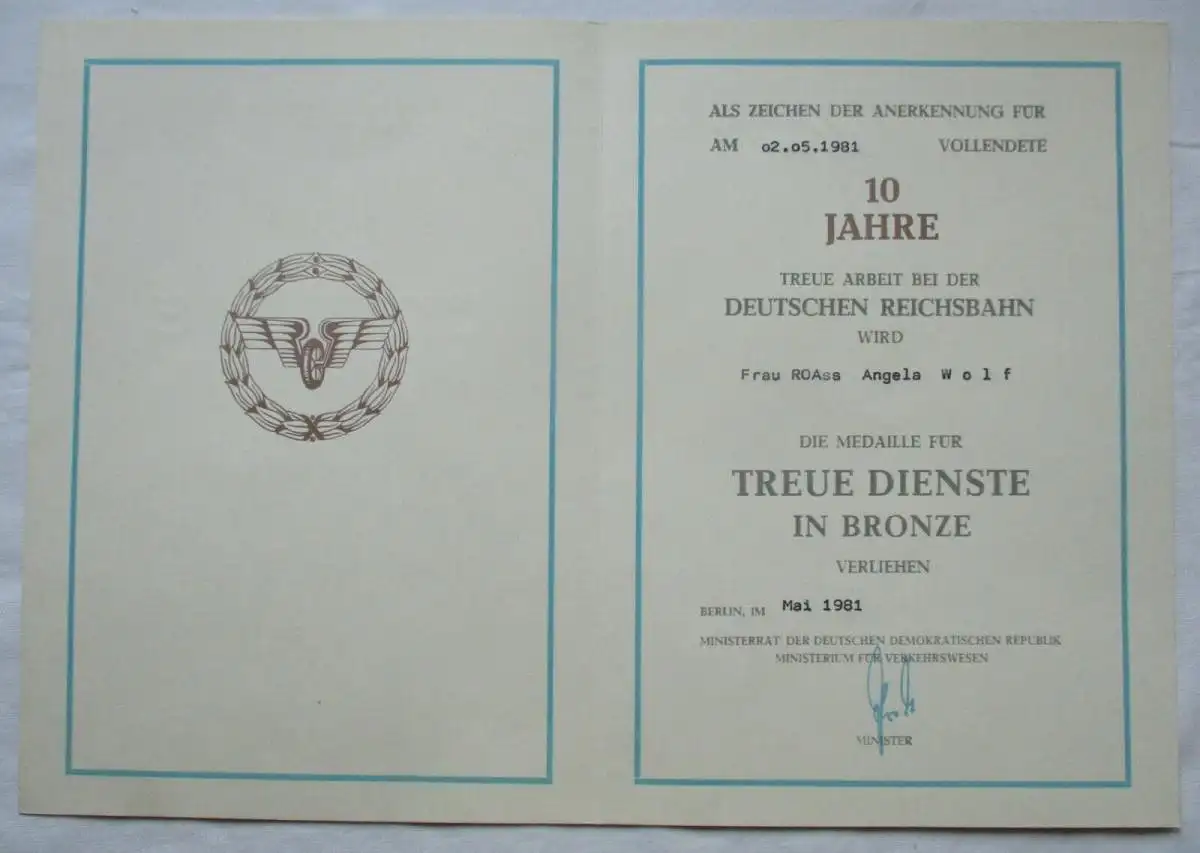 ALS ZEICHEN DER ANERKENNUNG FÜR
AM o2.o5.1981 VOLLENDETE
10
JAHRE
TREUE ARBEIT BEI DER
DEUTSCHEN REICHSBAHN
WIRD
Frau ROAss Angela W o l f
DIE MEDAILLE FÜR
TREUE DIENSTE
IN BRONZE
VERLIEHEN
BERLIN, IM Mai 1981
MINISTERRAT DER DEUTSCHEN DEMOKRATISCHEN REPUBLIK
MINISTERIUM FÜR VERKEHRSWESEN
MINISTER